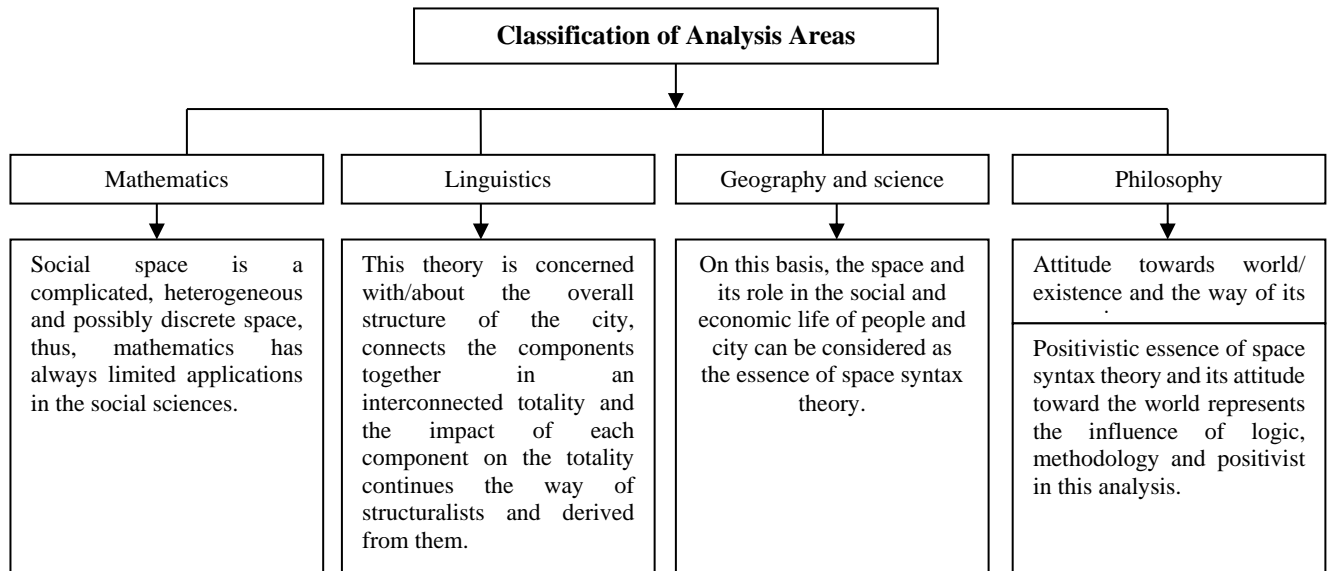 Classification of Analysis Areas
Mathematics
Linguistics
Geography and science
Philosophy
Social space is a
complicated, heterogeneous
and possibly discrete space,
thus, mathematics has
always limited applications
in the social sciences.
This theory is concerned
with/about the overall
structure of the city,
connects the components
together in an
interconnected totality and
the impact of each
component on the totality
continues the way of
structuralists and derived
from them.
On this basis, the space and
its role in the social and
economic life of people and
city can be considered as
the essence of space syntax
theory.
Attitude towards world/
existence and the way of its
Positivistic essence of space
syntax theory and its attitude
toward the world represents
the influence of logic,
methodology and positivist
in this analysis.